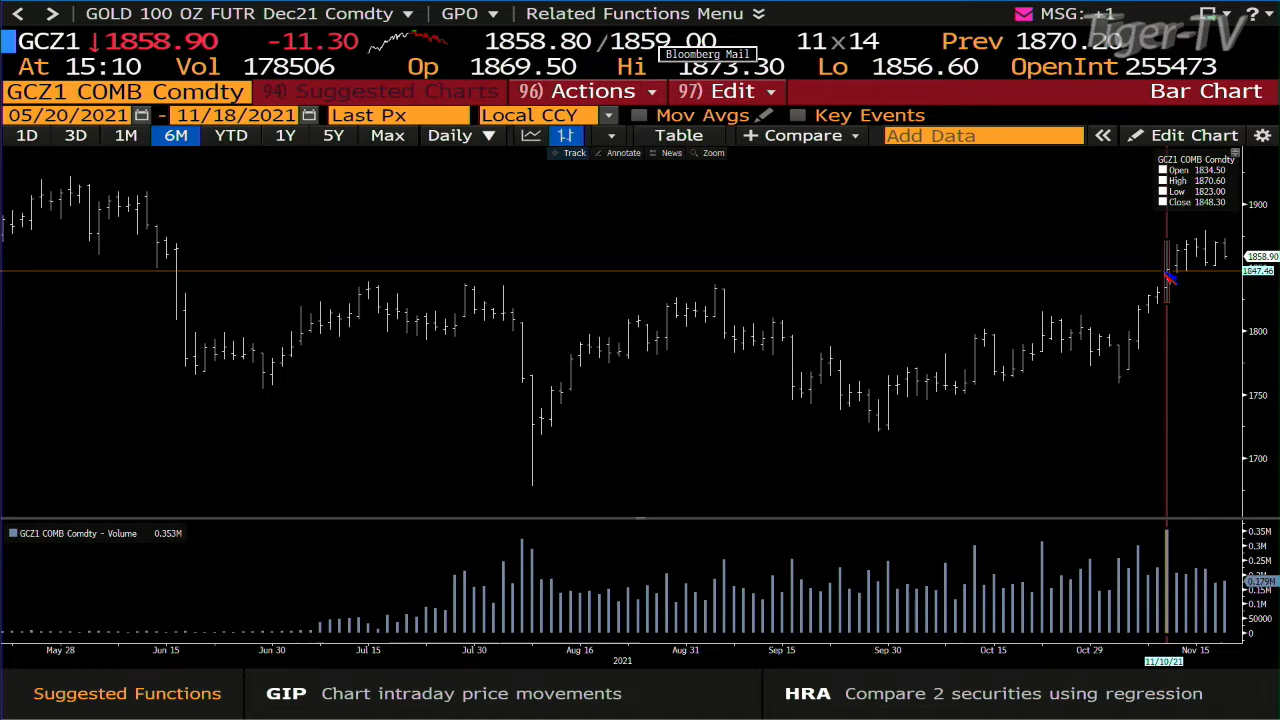 GOLD 100 OZ FUTR Dec21 Comdty GPO Related Functions Menu MSG: +1 ?
Tiger-TV
GCZ1 ↓1858.90 -11.30 1858.80/1859.00 11x14 Prev 1870.20
Bloomberg Mail
At 15:10 Vol 178506 Op 1869.50 Hi 1873.30 Lo 1856.60 OpenInt 255473
GCZ1 COMB Comdty 94) Suggested Charts 96) Actions 97) Edit Bar Chart
05/20/2021 - 11/18/2021 Last Px Local CCY Mov Avgs Key Events
1D 3D 1M 6M YTD 1Y 5Y Max Daily Table + Compare Add Data « Edit Chart
Track Annotate News Zoom
GCZ1 COMB Comdty
Open 1834.50
High 1870.60
Low 1823.00
Close 1848.30
1900
1858.90
1847.46
1800
1750
1700
GCZ1 COMB Comdty - Volume 0.353M
0.35M
0.3M
0.25M
0.179M
0.15M
0.1M
50000
0
May 28 Jun 15 Jun 30 Jul 15 Jul 30 Aug 16 Aug 31 Sep 15 Sep 30 Oct 15 Oct 29 Nov 15
2021 11/10/21
Suggested Functions GIP Chart intraday price movements HRA Compare 2 securities using regression